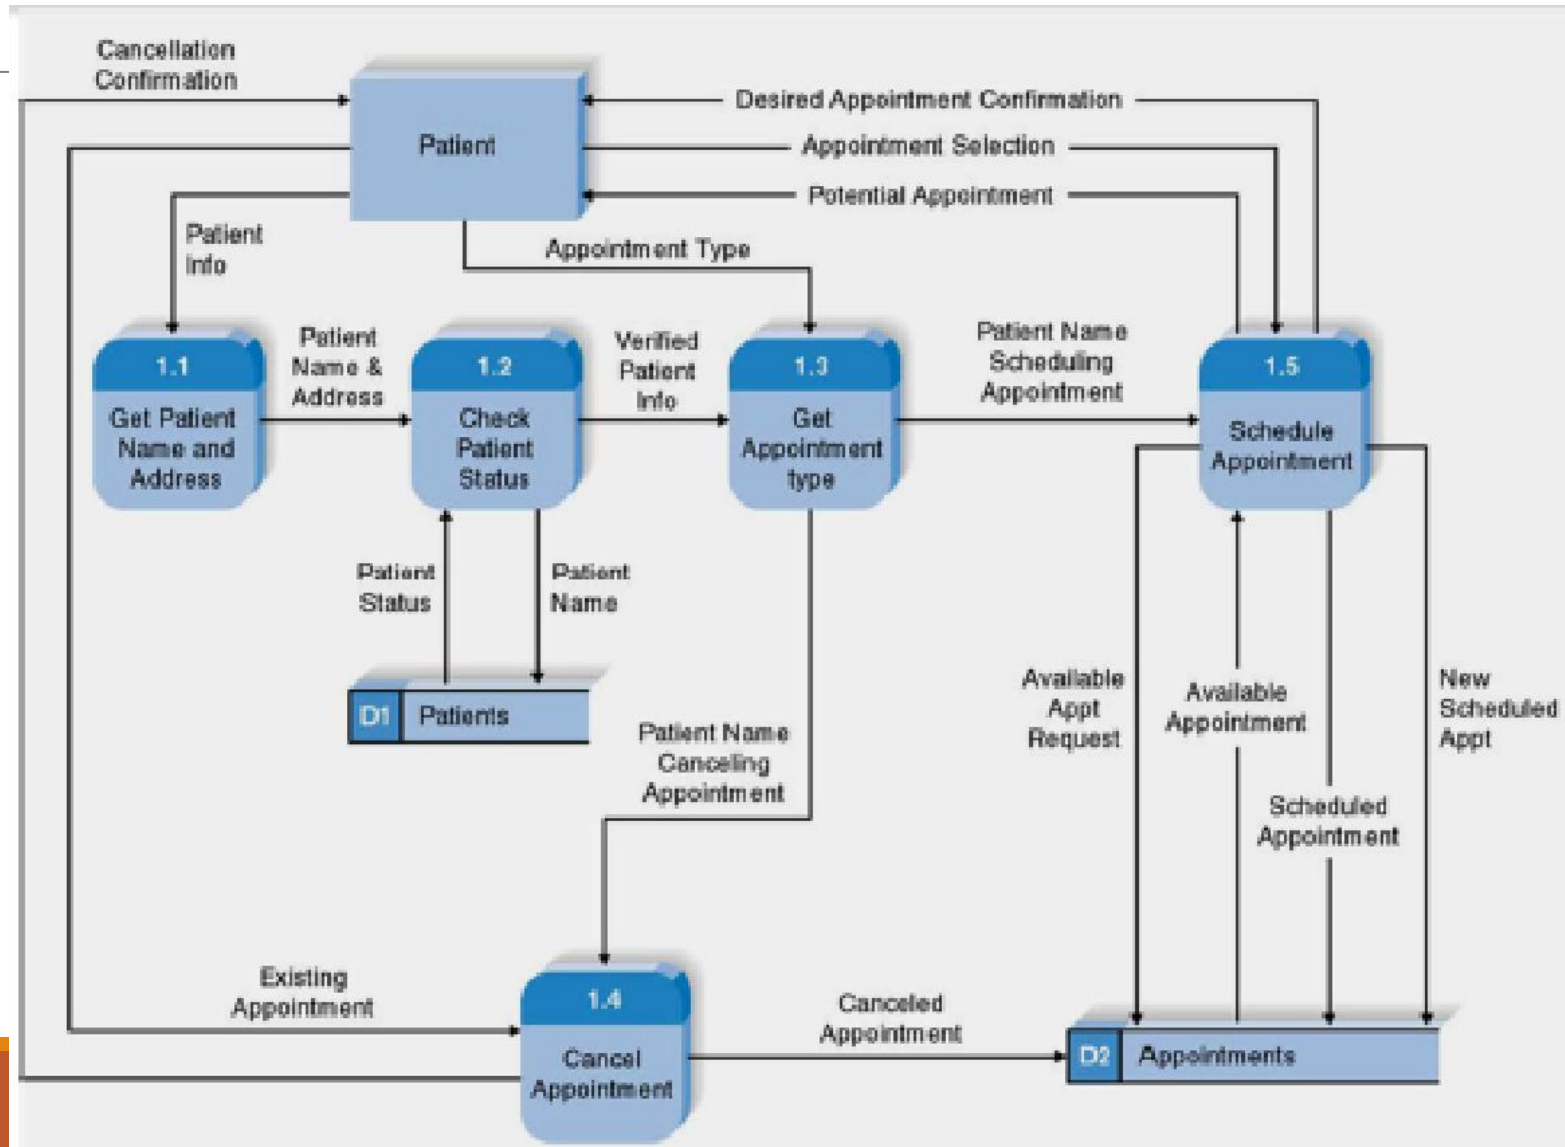 Cancellation
Confirmation
Patient
Desired Appointment Confirmation
Appointment Selection
Potential Appointment
Patient
Info
Appointment Type
1.1
Get Patient
Name and
Address
Patient
Name &
Address
1.2
Check
Patient
Status
Verified
Patient
Info
1.3
Get
Appointment
type
Patient Name
Scheduling
Appointment
1.5
Schedule
Appointment
Patient
Status
Patient
Name
D1
Patients
Patient Name
Canceling
Appointment
Available
Appt
Request
Available
Appointment
Scheduled
Appointment
New
Scheduled
Appt
Existing
Appointment
1.4
Cancel
Appointment
Canceled
Appointment
D2
Appointments